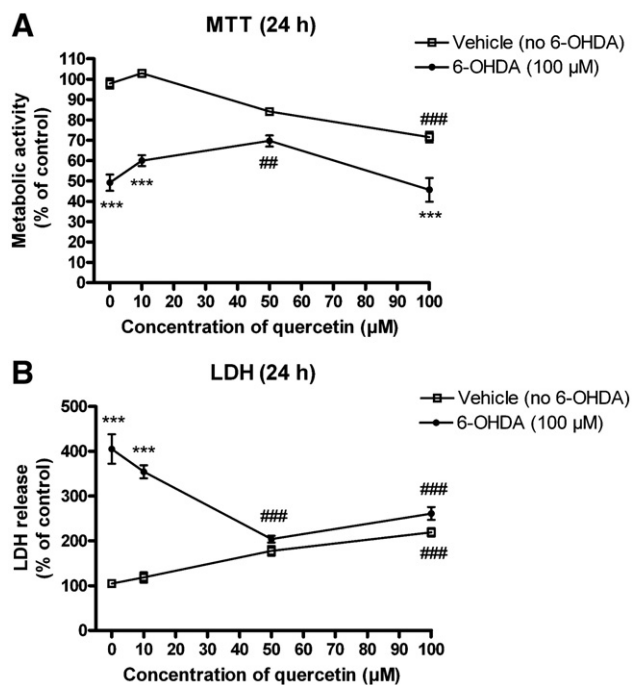 A
MTT (24 h)
Vehicle (no 6-OHDA)
6-OHDA (100 µM)
Metabolic activity
(% of control)
110
100
90
80
70
60
50
40
30
20
10
0
###
***
***
##
***
0 10 20 30 40 50 60 70 80 90 100
Concentration of quercetin (µM)
B
LDH (24 h)
Vehicle (no 6-OHDA)
6-OHDA (100 µM)
LDH release
(% of control)
500
400
300
200
100
0
***
***
###
###
###
0 10 20 30 40 50 60 70 80 90 100
Concentration of quercetin (µM)